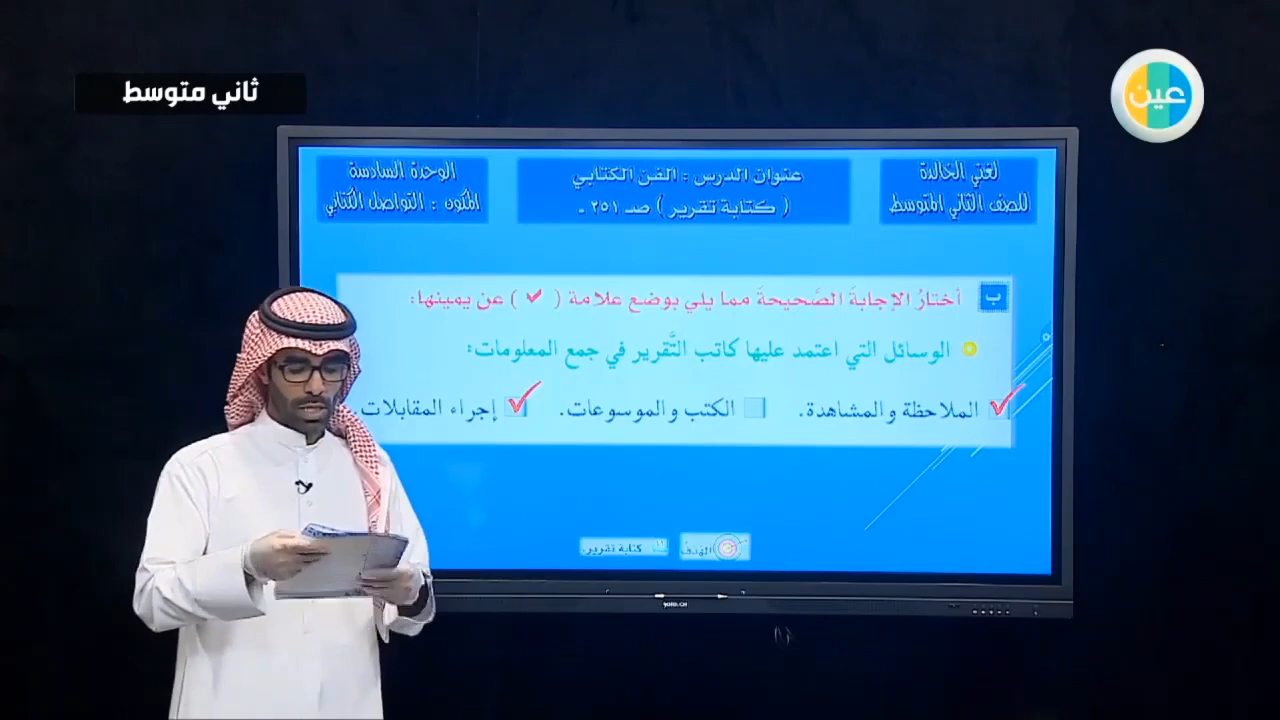 ثاني متوسط
عين
لغتي الخالدة
للصف الثاني المتوسط
عنوان الدرس : الفن الكتابي
( كتابة تقرير ) صـ ٢٥١ -
الوحدة السادسة
المكون : التواصل الكتابي
ب أختارُ الإجابةَ الصَّحيحةَ مما يلي بوضع علامة ( ✓ ) عن يمينها:
الوسائل التي اعتمد عليها كاتب التَّقرير في جمع المعلومات:
الملاحظة والمشاهدة. الكتب والموسوعات. إجراء المقابلات.
الهدف كتابة تقرير.